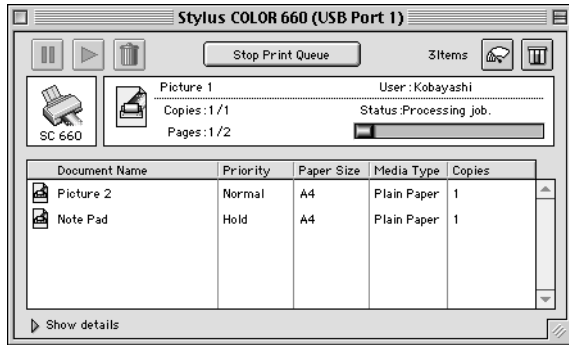 Stylus COLOR 660 (USB Port 1)
Stop Print Queue
3Items
SC 660
Picture 1
User : Kobayashi
Copies : 1 / 1
Status :Processing job.
Pages : 1 / 2
Document Name Priority Paper Size Media Type Copies
Picture 2 Normal A4 Plain Paper 1
Note Pad Hold A4 Plain Paper 1
Show details